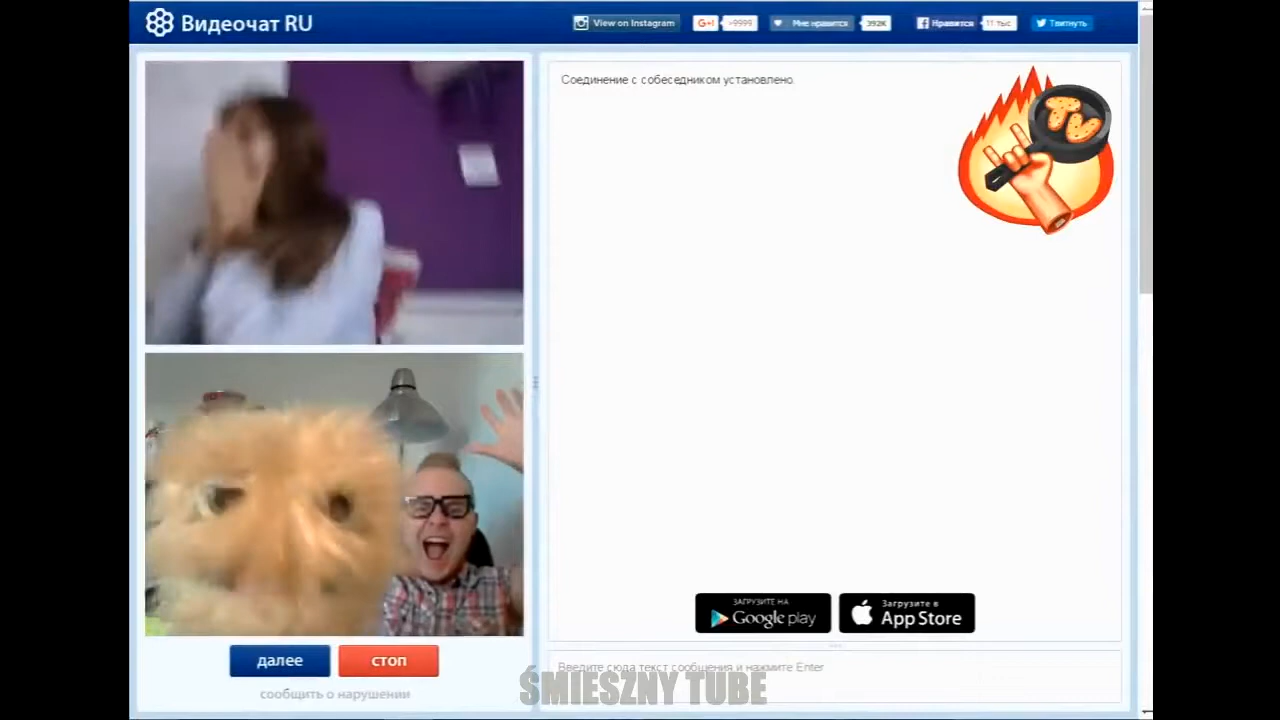 Видеочат RU
View on Instagram
G+1 >9999
Мне нравится 392K
Нравится 11 тыс
Твитнуть
Соединение с собеседником установлено.
TV
ЗАГРУЗИТЕ НА
Google play
Загрузите в
App Store
далее
стоп
Введите сюда текст сообщения и нажмите Enter
сообщить о нарушении
ŚMIESZNY TUBE